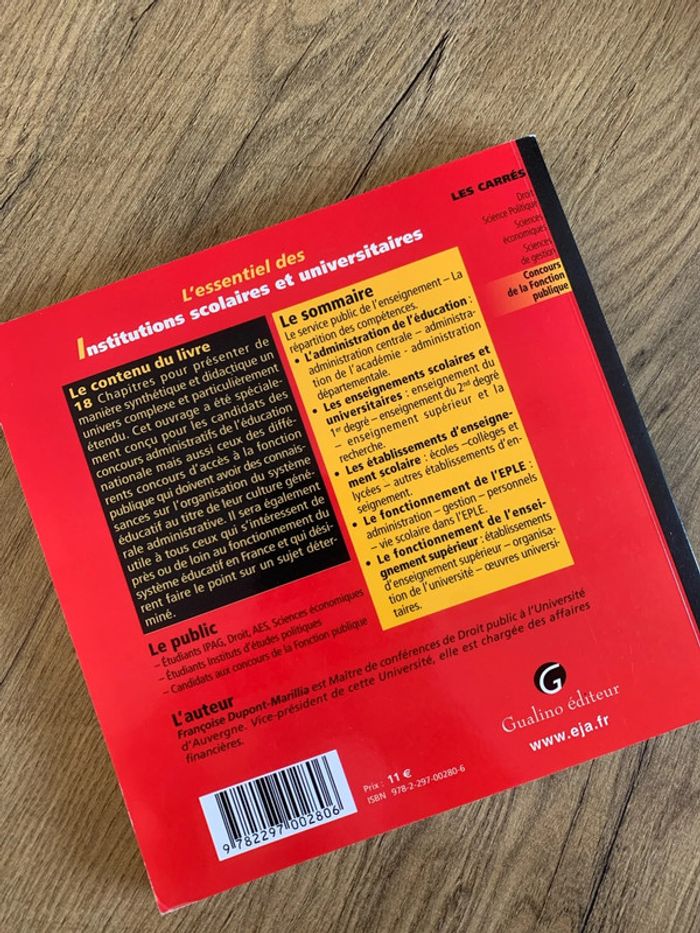 LES CARRÉS
Droit
Science Politique
Sciences
économiques
Sciences
de gestion
Concours
de la Fonction
publique
L'essentiel des
Institutions scolaires et universitaires
Le contenu du livre
18 Chapitres pour présenter de
manière synthétique et didactique un
univers complexe et particulièrement
étendu. Cet ouvrage a été spéciale-
ment conçu pour les candidats des
concours administratifs de l'éducation
nationale mais aussi ceux des diffé-
rents concours d'accès à la fonction
publique qui doivent avoir des connais-
sances sur l'organisation du système
éducatif au titre de leur culture géné-
rale administrative. Il sera également
utile à tous ceux qui s'intéressent de
près ou de loin au fonctionnement du
système éducatif en France et qui dési-
rent faire le point sur un sujet déter-
miné.
Le sommaire
Le service public de l'enseignement – La
répartition des compétences.
• L'administration de l'éducation :
administration centrale – administra-
tion de l'académie - administration
départementale.
• Les enseignements scolaires et
universitaires : enseignement du
1er degré – enseignement du 2nd degré
– enseignement supérieur et la
recherche.
• Les établissements d'enseigne-
ment scolaire : écoles –collèges et
lycées – autres établissements d'en-
seignement.
• Le fonctionnement de l'EPLE :
administration – gestion – personnels
– vie scolaire dans l'EPLE.
• Le fonctionnement de l'ensei-
gnement supérieur : établissements
d'enseignement supérieur – organisa-
tion de l'université – œuvres universi-
taires.
Le public
– Étudiants IPAG, Droit, AES, Sciences économiques
– Étudiants Instituts d'études politiques
– Candidats aux concours de la Fonction publique
L'auteur
Françoise Dupont-Marillia est Maître de conférences de Droit public à l'Université
d'Auvergne. Vice-président de cette Université, elle est chargée des affaires
financières.
G
Gualino éditeur
www.eja.fr
Prix : 11 €
ISBN 978-2-297-00280-6
9 782297 002806